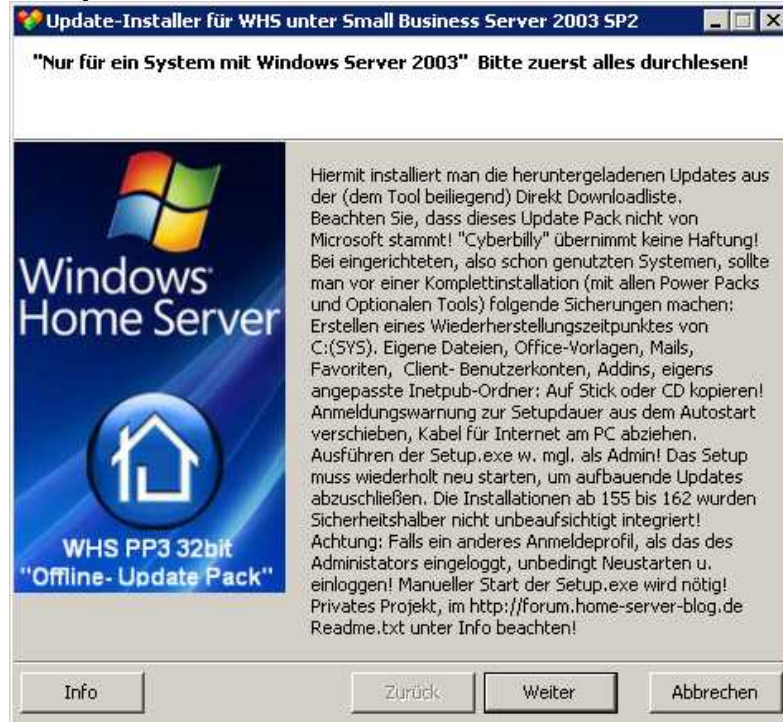 Update-Installer für WHS unter Small Business Server 2003 SP2
"Nur für ein System mit Windows Server 2003" Bitte zuerst alles durchlesen!
Windows
Home Server
WHS PP3 32bit
"Offline- Update Pack"
Hiermit installiert man die heruntergeladenen Updates aus
der (dem Tool beiliegend) Direkt Downloadliste.
Beachten Sie, dass dieses Update Pack nicht von
Microsoft stammt! "Cyberbilly" übernimmt keine Haftung!
Bei eingerichteten, also schon genutzten Systemen, sollte
man vor einer Komplettinstallation (mit allen Power Packs
und Optionalen Tools) folgende Sicherungen machen:
Erstellen eines Wiederherstellungszeitpunktes von
C:(SYS). Eigene Dateien, Office-Vorlagen, Mails,
Favoriten, Client- Benutzerkonten, Addins, eigens
angepasste Inetpub-Ordner: Auf Stick oder CD kopieren!
Anmeldungswarnung zur Setupdauer aus dem Autostart
verschieben, Kabel für Internet am PC abziehen.
Ausführen der Setup.exe w. mgl. als Admin! Das Setup
muss wiederholt neu starten, um aufbauende Updates
abzuschließen. Die Installationen ab 155 bis 162 wurden
Sicherheitshalber nicht unbeaufsichtigt integriert!
Achtung: Falls ein anderes Anmeldeprofil, als das des
Administators eingeloggt, unbedingt Neustarten u.
einloggen! Manueller Start der Setup.exe wird nötig!
Privates Projekt, im http://forum.home-server-blog.de
Readme.txt unter Info beachten!
Info
Zurück
Weiter
Abbrechen